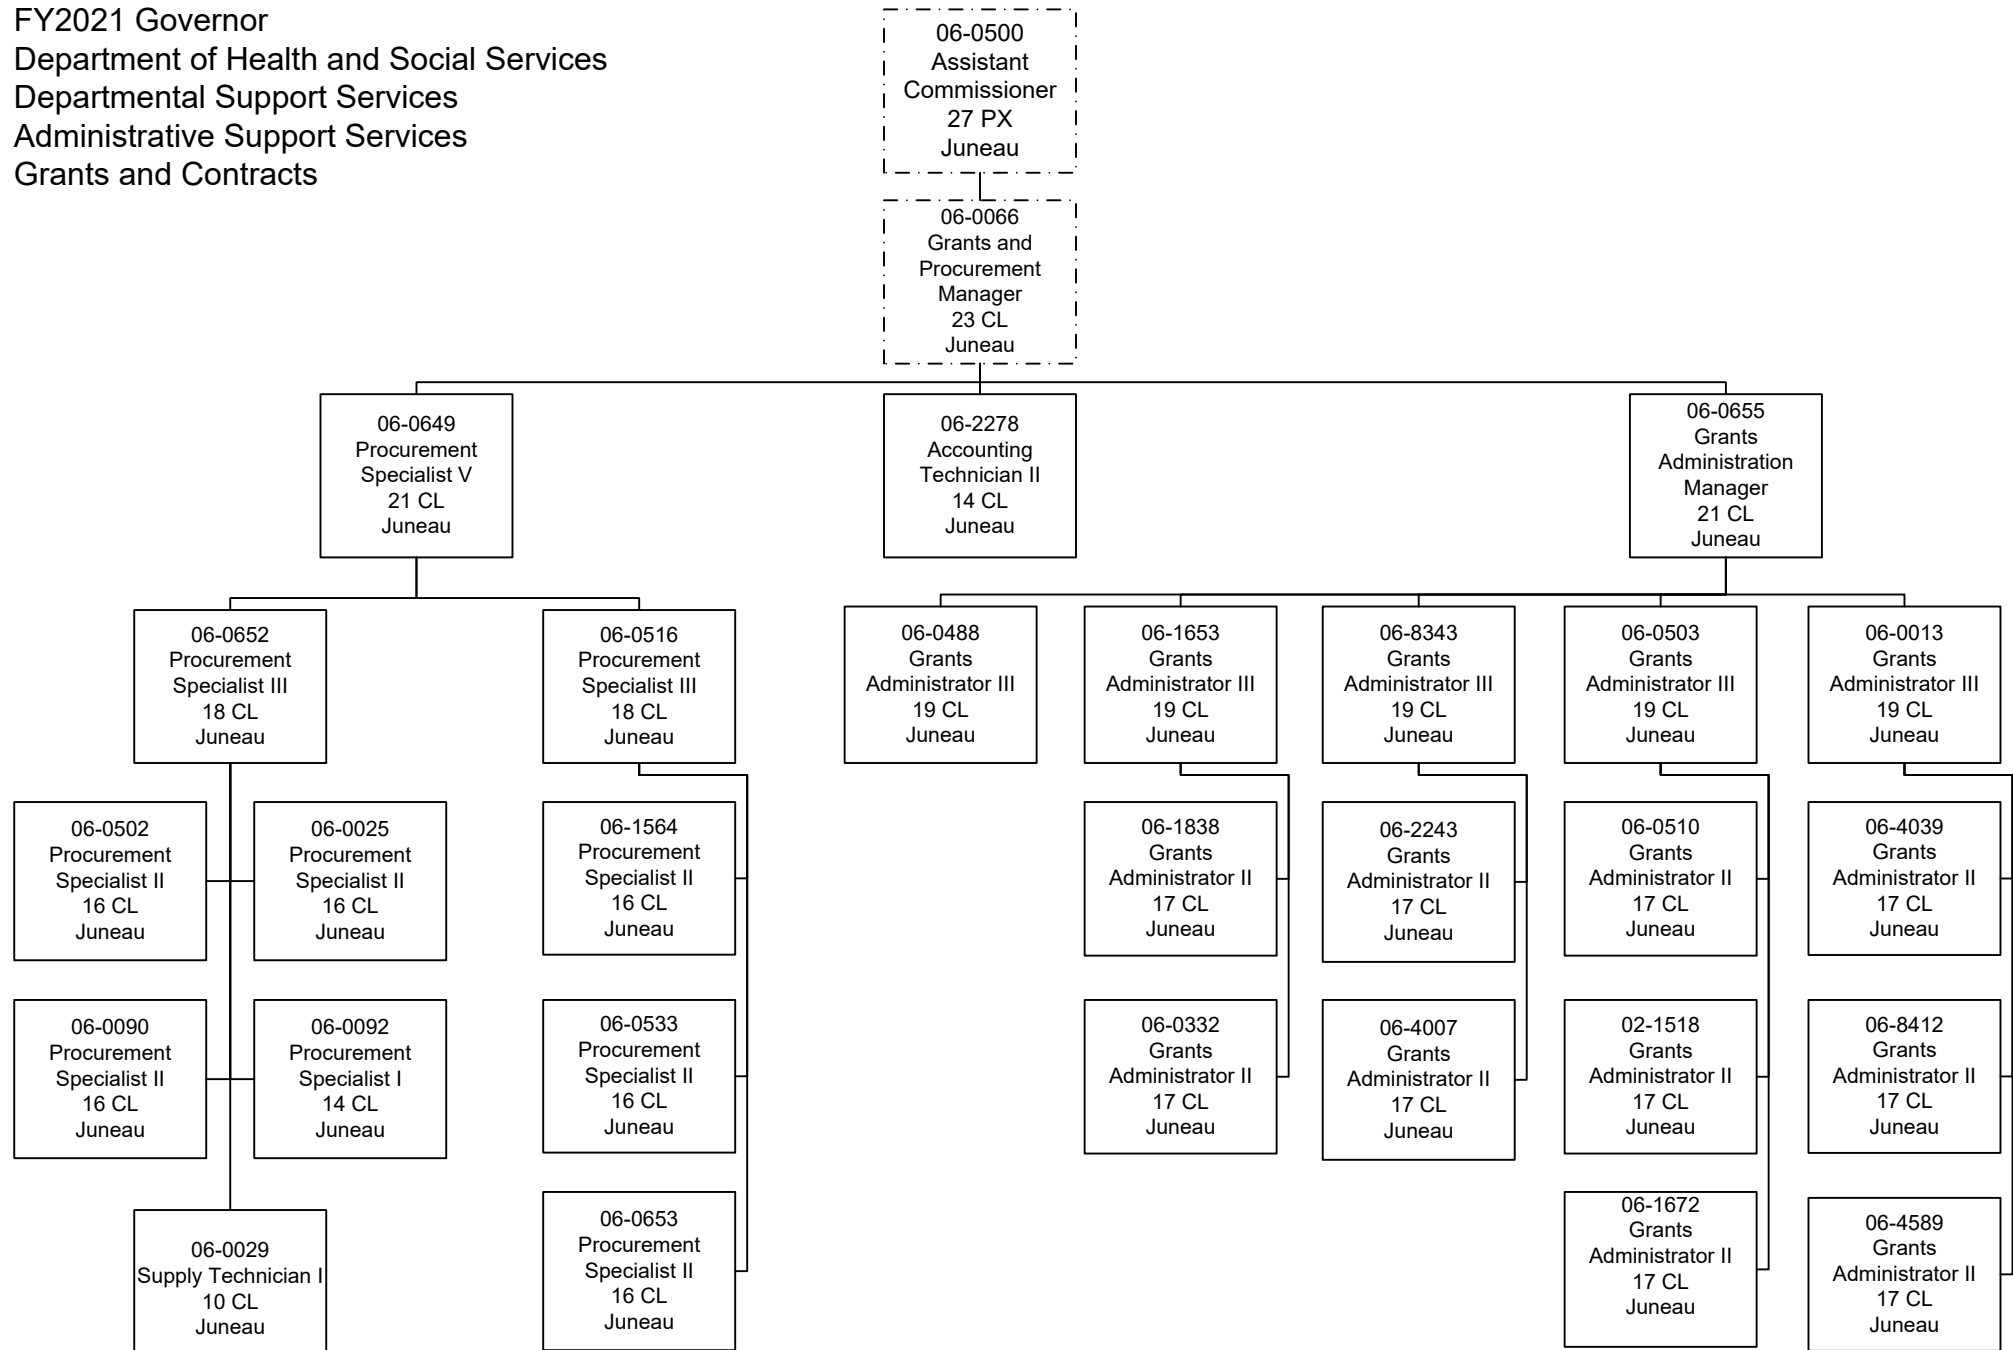 FY2021 Governor
Department of Health and Social Services
Departmental Support Services
Administrative Support Services
Grants and Contracts
06-0500
Assistant
Commissioner
27 PX
Juneau
06-0066
Grants and
Procurement
Manager
23 CL
Juneau
06-0649
Procurement
Specialist V
21 CL
Juneau
06-2278
Accounting
Technician II
14 CL
Juneau
06-0655
Grants
Administration
Manager
21 CL
Juneau
06-0652
Procurement
Specialist III
18 CL
Juneau
06-0516
Procurement
Specialist III
18 CL
Juneau
06-0488
Grants
Administrator III
19 CL
Juneau
06-1653
Grants
Administrator III
19 CL
Juneau
06-8343
Grants
Administrator III
19 CL
Juneau
06-0503
Grants
Administrator III
19 CL
Juneau
06-0013
Grants
Administrator III
19 CL
Juneau
06-0502
Procurement
Specialist II
16 CL
Juneau
06-0025
Procurement
Specialist II
16 CL
Juneau
06-1564
Procurement
Specialist II
16 CL
Juneau
06-1838
Grants
Administrator II
17 CL
Juneau
06-2243
Grants
Administrator II
17 CL
Juneau
06-0510
Grants
Administrator II
17 CL
Juneau
06-4039
Grants
Administrator II
17 CL
Juneau
06-0090
Procurement
Specialist II
16 CL
Juneau
06-0092
Procurement
Specialist I
14 CL
Juneau
06-0533
Procurement
Specialist II
16 CL
Juneau
06-0332
Grants
Administrator II
17 CL
Juneau
06-4007
Grants
Administrator II
17 CL
Juneau
02-1518
Grants
Administrator II
17 CL
Juneau
06-8412
Grants
Administrator II
17 CL
Juneau
06-0029
Supply Technician I
10 CL
Juneau
06-0653
Procurement
Specialist II
16 CL
Juneau
06-1672
Grants
Administrator II
17 CL
Juneau
06-4589
Grants
Administrator II
17 CL
Juneau